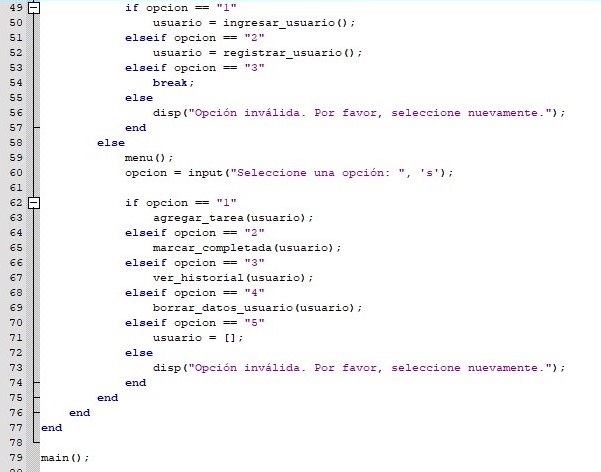 49 if opcion == "1"
50 usuario = ingresar_usuario();
51 elseif opcion == "2"
52 usuario = registrar_usuario();
53 elseif opcion == "3"
54 break;
55 else
56 disp("Opción inválida. Por favor, seleccione nuevamente.");
57 end
58 else
59 menu();
60 opcion = input("Seleccione una opción: ", 's');
61
62 if opcion == "1"
63 agregar_tarea(usuario);
64 elseif opcion == "2"
65 marcar_completada(usuario);
66 elseif opcion == "3"
67 ver_historial(usuario);
68 elseif opcion == "4"
69 borrar_datos_usuario(usuario);
70 elseif opcion == "5"
71 usuario = [];
72 else
73 disp("Opción inválida. Por favor, seleccione nuevamente.");
74 end
75 end
76 end
77 end
78
79 main();